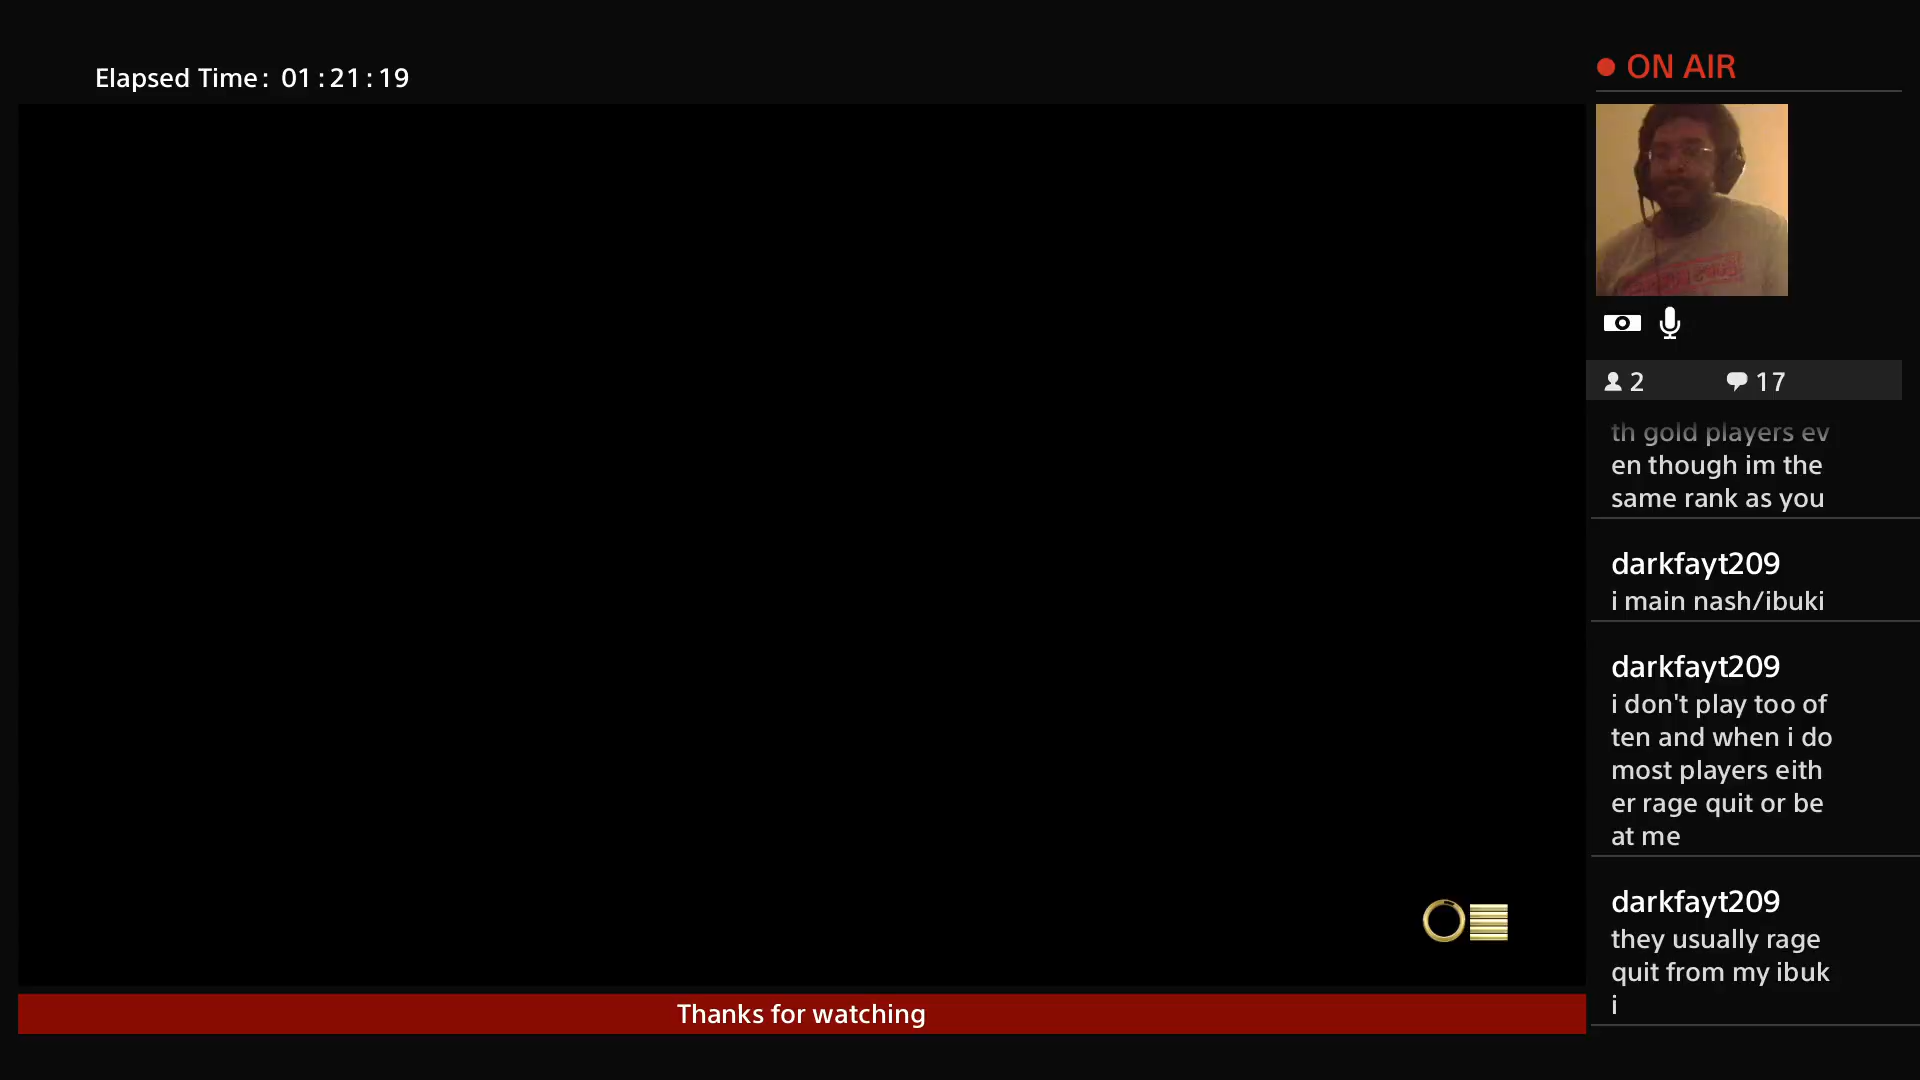 Elapsed Time: 01:21:19
ON AIR
2
17
th gold players ev
en though im the
same rank as you
darkfayt209
i main nash/ibuki
darkfayt209
i don't play too of
ten and when i do
most players eith
er rage quit or be
at me
darkfayt209
they usually rage
quit from my ibuk
i
Thanks for watching